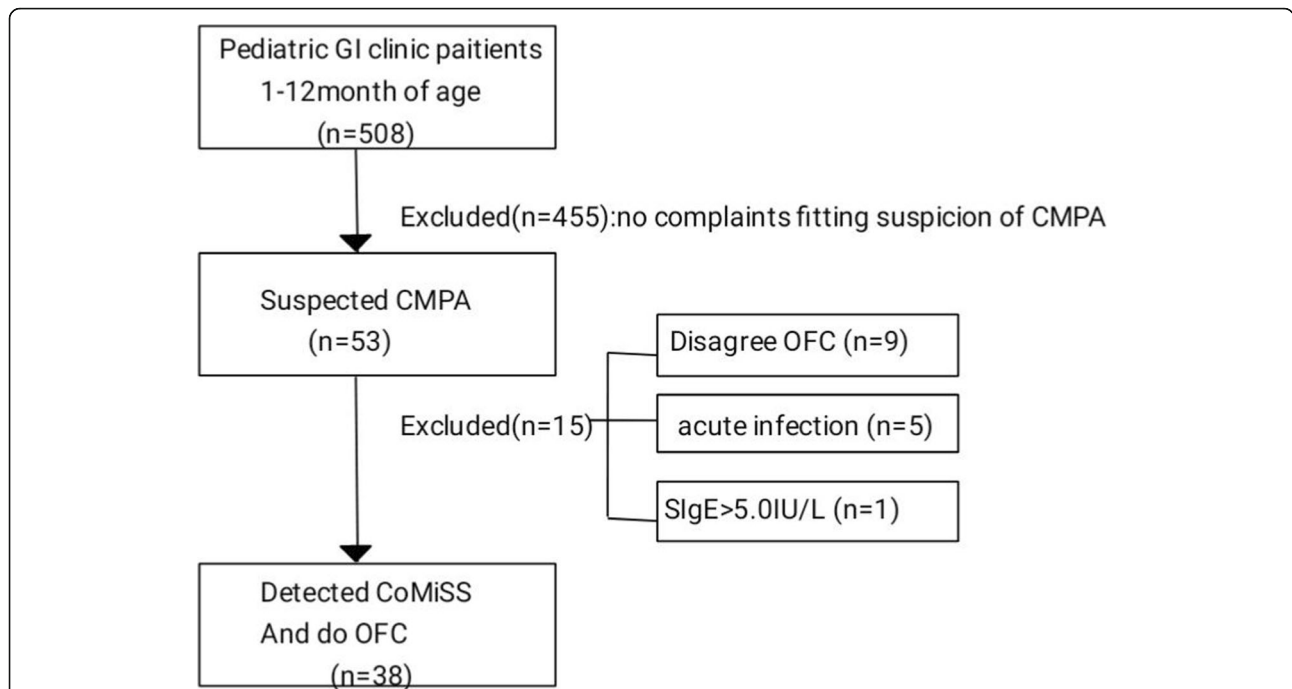 Pediatric GI clinic paitients
1-12month of age
(n=508)
Excluded(n=455):no complaints fitting suspicion of CMPA
Suspected CMPA
(n=53)
Disagree OFC (n=9)
Excluded(n=15)
acute infection (n=5)
SIgE>5.0IU/L (n=1)
Detected CoMiSS
And do OFC
(n=38)